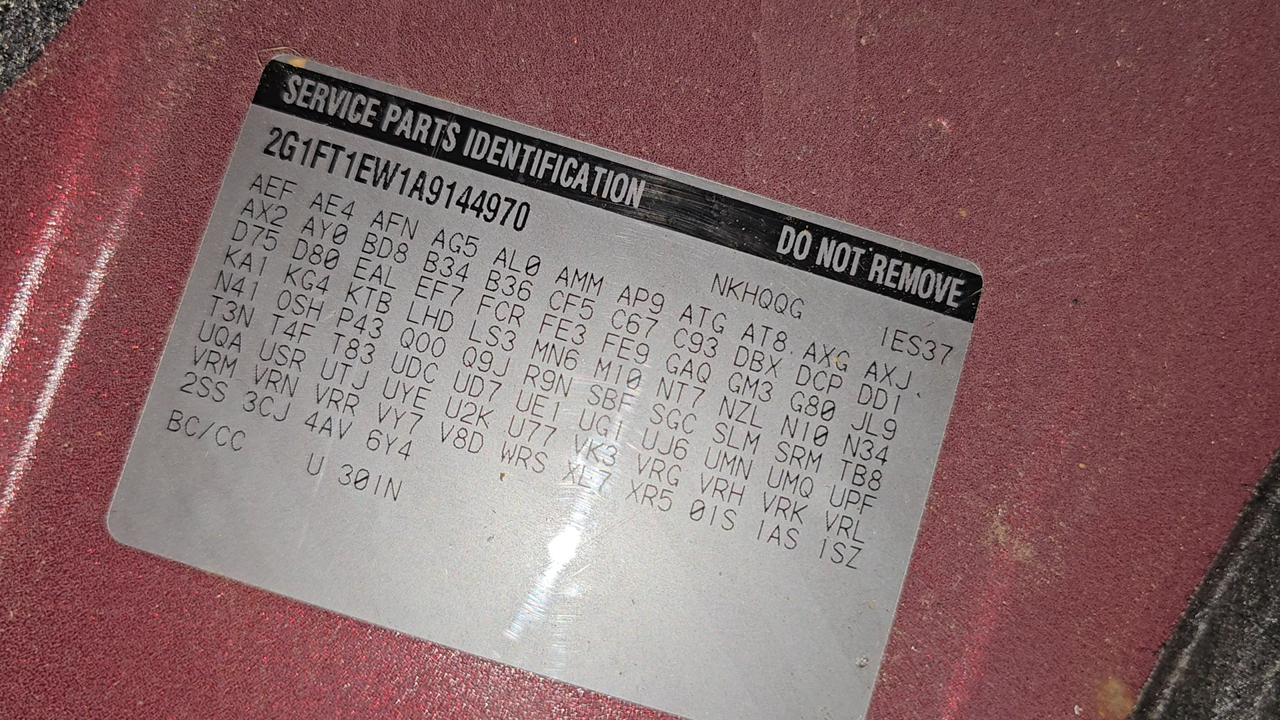 SERVICE PARTS IDENTIFICATION DO NOT REMOVE
2G1FT1EW1A9144970 NKHQQG 1ES37
AEF AE4 AFN AG5 AL0 AMM AP9 ATG AT8 AXG AXJ
AX2 AY0 BD8 B34 B36 CF5 C67 C93 DBX DCP DD1
D75 D80 EAL EF7 FCR FE3 FE9 GAQ GM3 G80 JL9
KA1 KG4 KTB LHD LS3 MN6 M10 NT7 NZL N10 N34
N41 OSH P43 Q00 Q9J R9N SBF SGC SLM SRM TB8
T3N T4F T83 UDC UD7 UE1 UG1 UJ6 UMN UMQ UPF
UQA USR UTJ UYE U2K U77 VK3 VRG VRH VRK VRL
VRM VRN VRR VY7 V8D WRS XL7 XR5 01S 1AS 1SZ
2SS 3CJ 4AV 6Y4
BC/CC U 301N